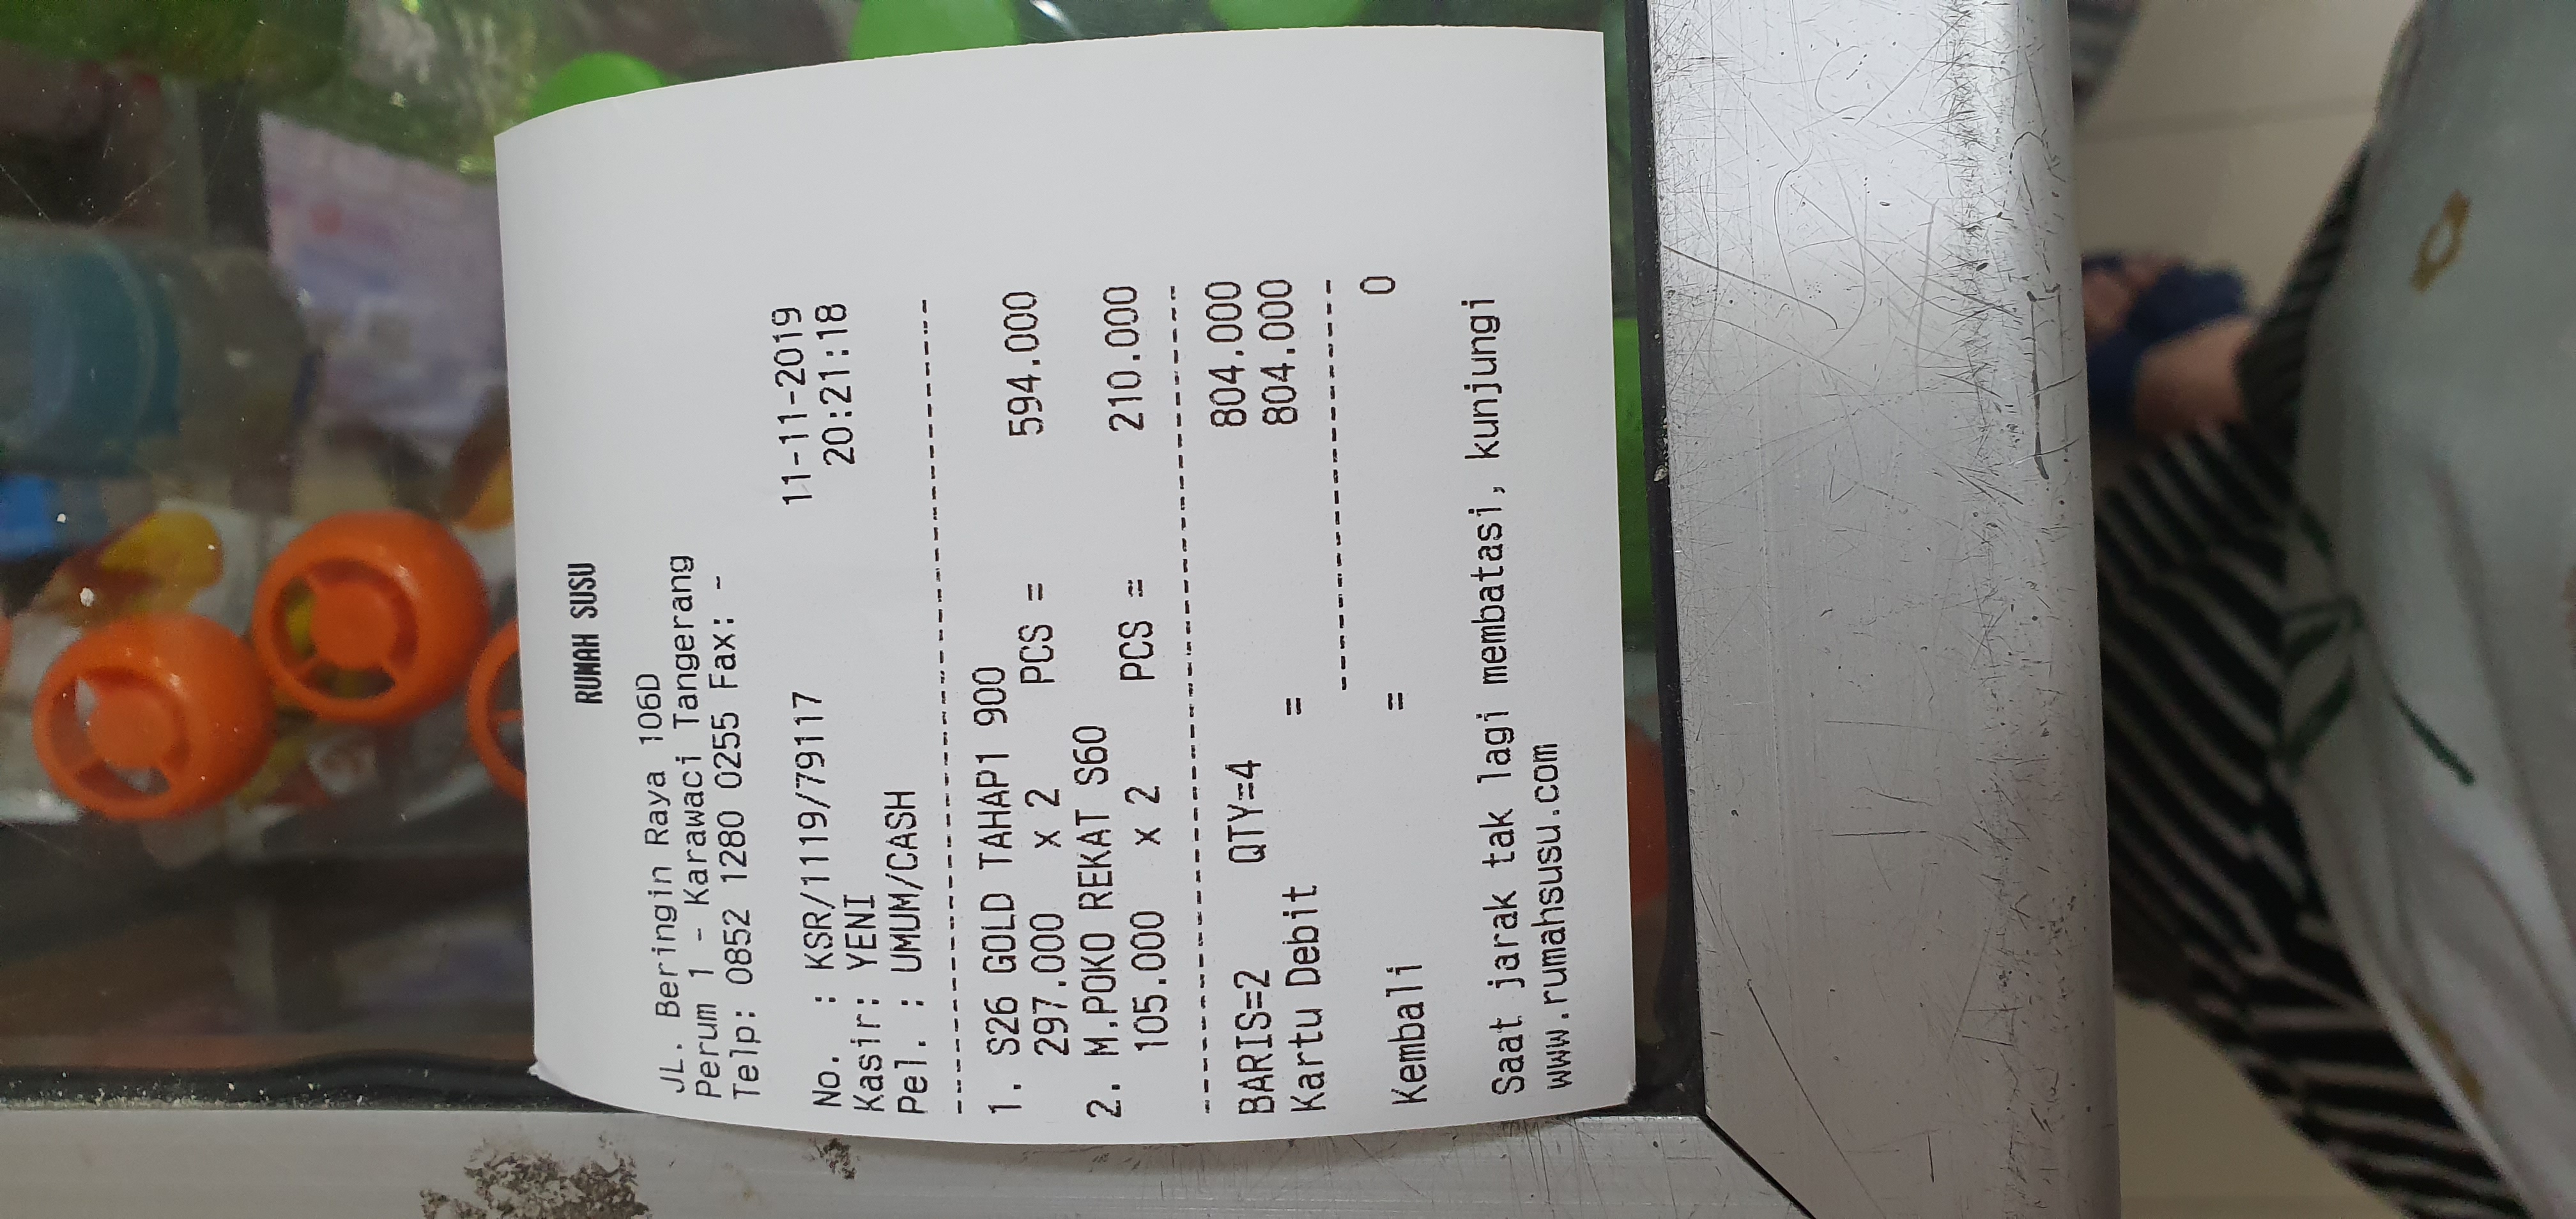 RUMAH SUSU
JL. Beringin Raya 106D
Perum 1 - Karawaci Tangerang
Telp: 0852 1280 0255 Fax: -
No. : KSR/1119/79117 11-11-2019
Kasir: YENI 20:21:18
Pel. : UMUM/CASH
1. S26 GOLD TAHAP1 900
297.000 x 2 PCS = 594.000
2. M.POKO REKAT S60
105.000 x 2 PCS = 210.000
BARIS=2 QTY=4 804.000
Kartu Debit = 804.000
Kembali = 0
Saat jarak tak lagi membatasi, kunjungi
www.rumahsusu.com